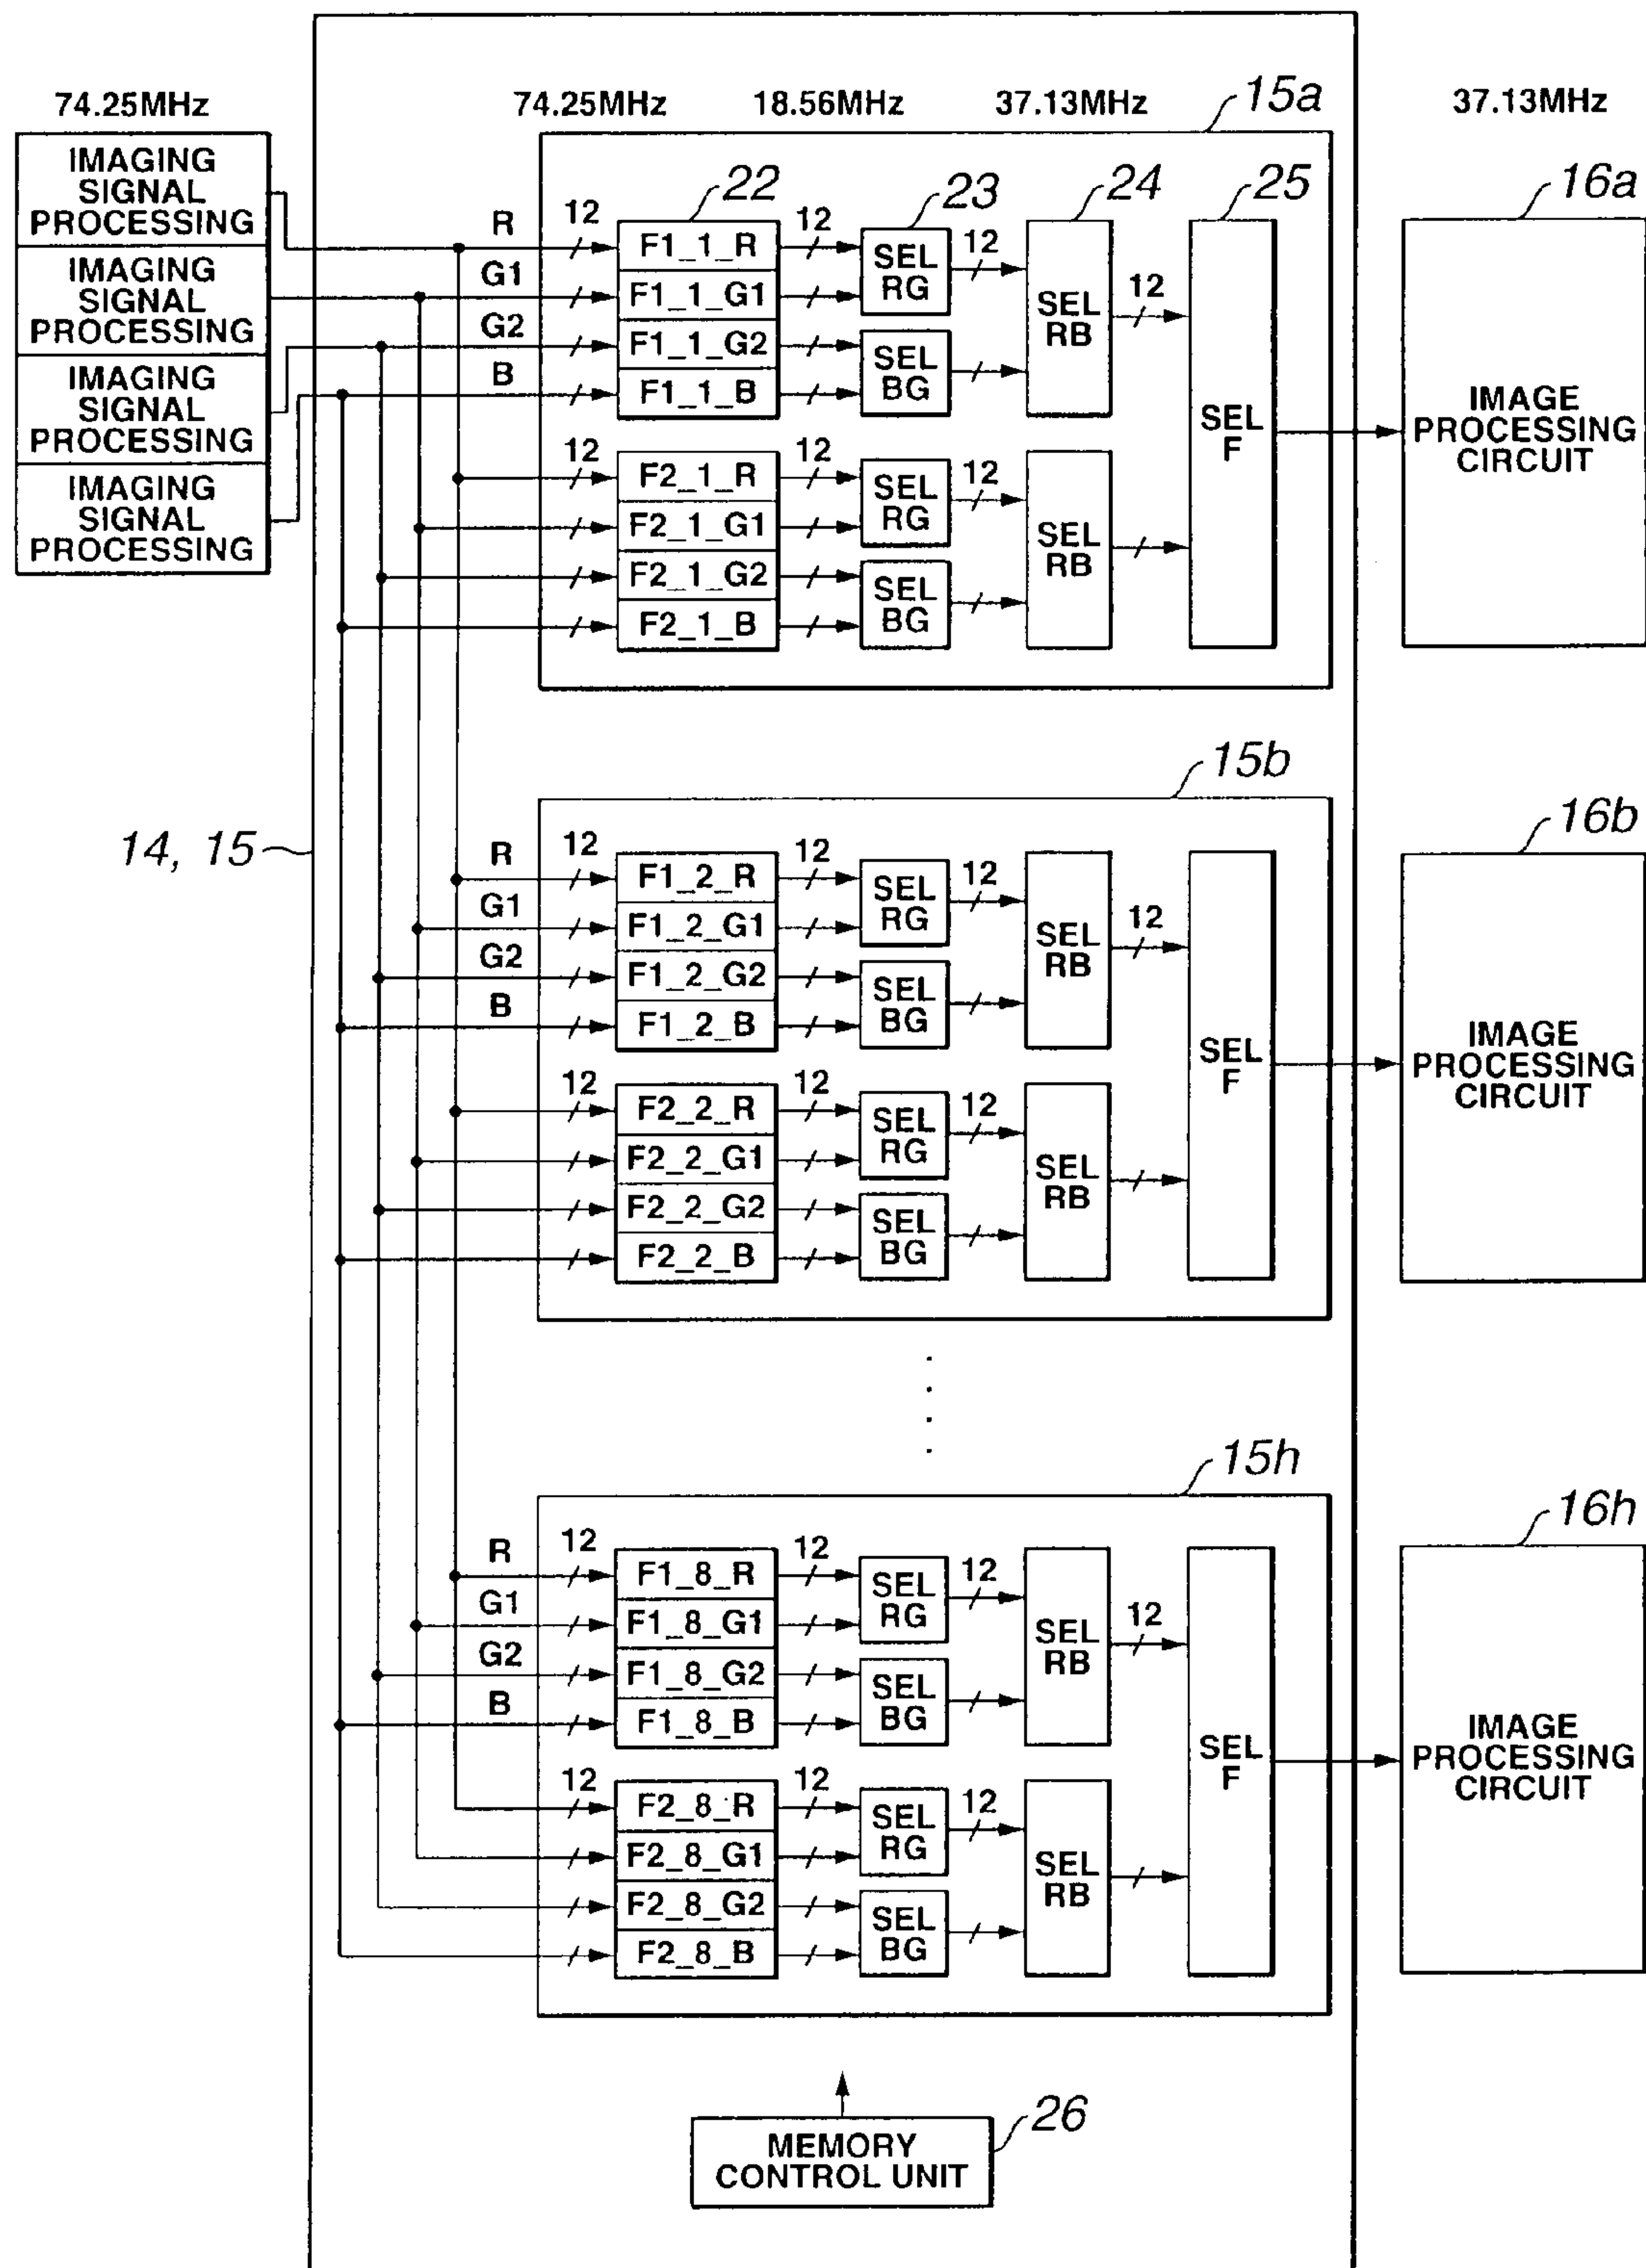 74.25MHz
74.25MHz
18.56MHz
37.13MHz
37.13MHz
IMAGING
SIGNAL
PROCESSING
IMAGING
SIGNAL
PROCESSING
IMAGING
SIGNAL
PROCESSING
IMAGING
SIGNAL
PROCESSING
14, 15
15a
22
23
24
25
R
G1
G2
B
12
F1_1_R
F1_1_G1
F1_1_G2
F1_1_B
12
SEL
RG
SEL
BG
12
SEL
RB
12
12
F2_1_R
F2_1_G1
F2_1_G2
F2_1_B
12
SEL
RG
SEL
BG
12
SEL
RB
SEL
F
16a
IMAGE
PROCESSING
CIRCUIT
15b
R
G1
G2
B
12
F1_2_R
F1_2_G1
F1_2_G2
F1_2_B
12
SEL
RG
SEL
BG
12
SEL
RB
12
12
F2_2_R
F2_2_G1
F2_2_G2
F2_2_B
12
SEL
RG
SEL
BG
12
SEL
RB
SEL
F
16b
IMAGE
PROCESSING
CIRCUIT
15h
R
G1
G2
B
12
F1_8_R
F1_8_G1
F1_8_G2
F1_8_B
12
SEL
RG
SEL
BG
12
SEL
RB
12
12
F2_8_R
F2_8_G1
F2_8_G2
F2_8_B
12
SEL
RG
SEL
BG
12
SEL
RB
SEL
F
16h
IMAGE
PROCESSING
CIRCUIT
26
MEMORY
CONTROL UNIT